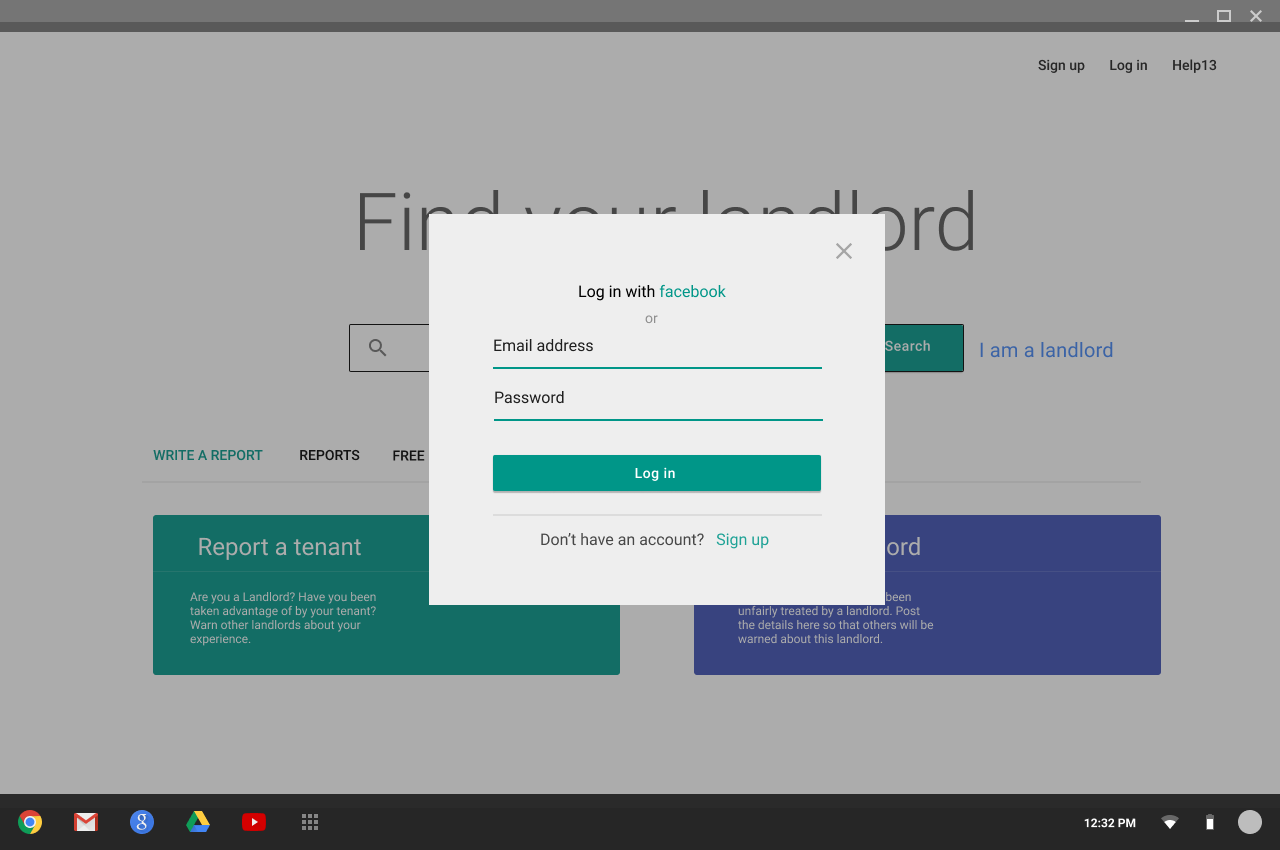 Sign up Log in Help13
Find your landlord
Log in with facebook
or
Email address
Search
I am a landlord
Password
WRITE A REPORT REPORTS FREE
Log in
Don't have an account? Sign up
Report a tenant
Are you a Landlord? Have you been
taken advantage of by your tenant?
Warn other landlords about your
experience.
ord
been
unfairly treated by a landlord. Post
the details here so that others will be
warned about this landlord.
12:32 PM